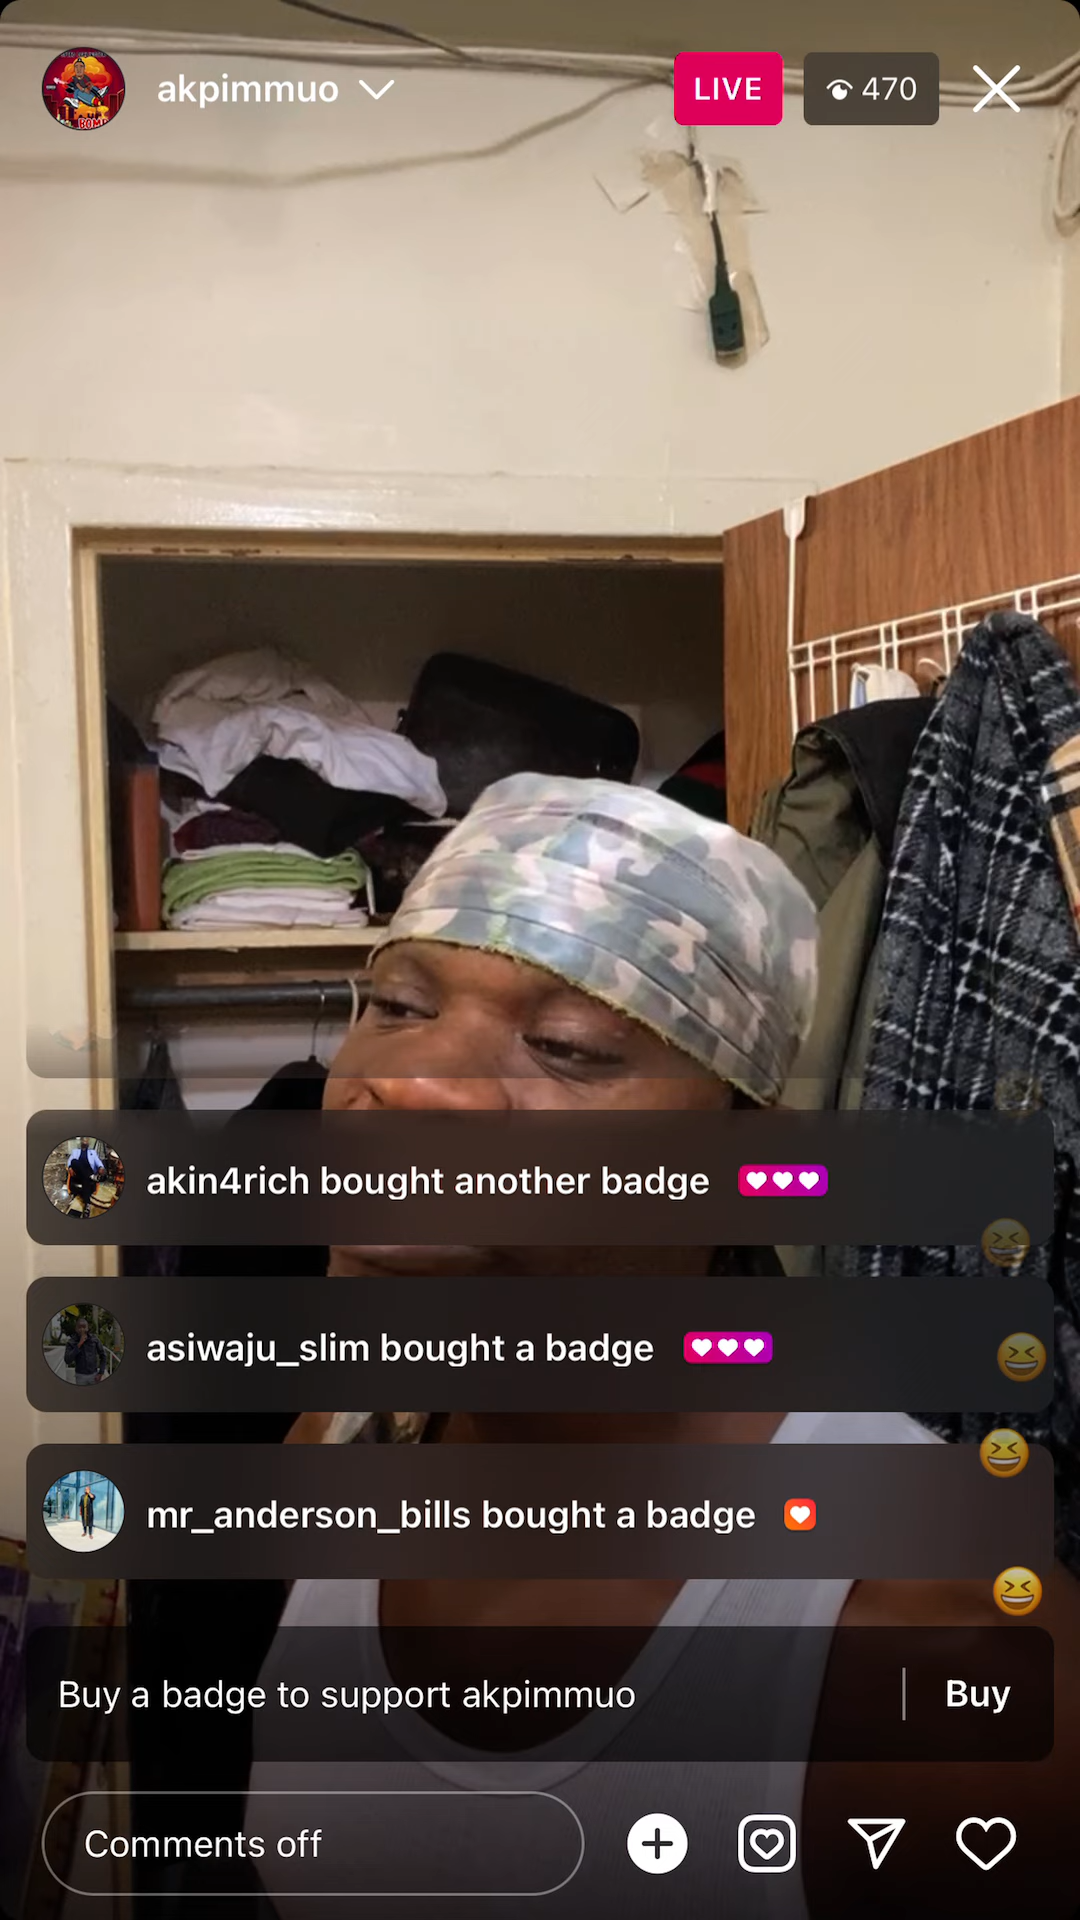 akpimmuo
LIVE
470
BOMB
akin4rich bought another badge
asiwaju_slim bought a badge
mr_anderson_bills bought a badge
Buy a badge to support akpimmuo
Buy
Comments off